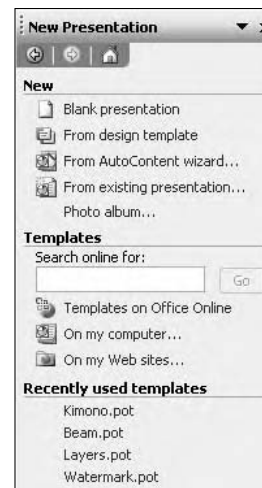 New Presentation
New
Blank presentation
From design template
From AutoContent wizard...
From existing presentation...
Photo album...
Templates
Search online for:
Go
Templates on Office Online
On my computer...
On my Web sites...
Recently used templates
Kimono.pot
Beam.pot
Layers.pot
Watermark.pot